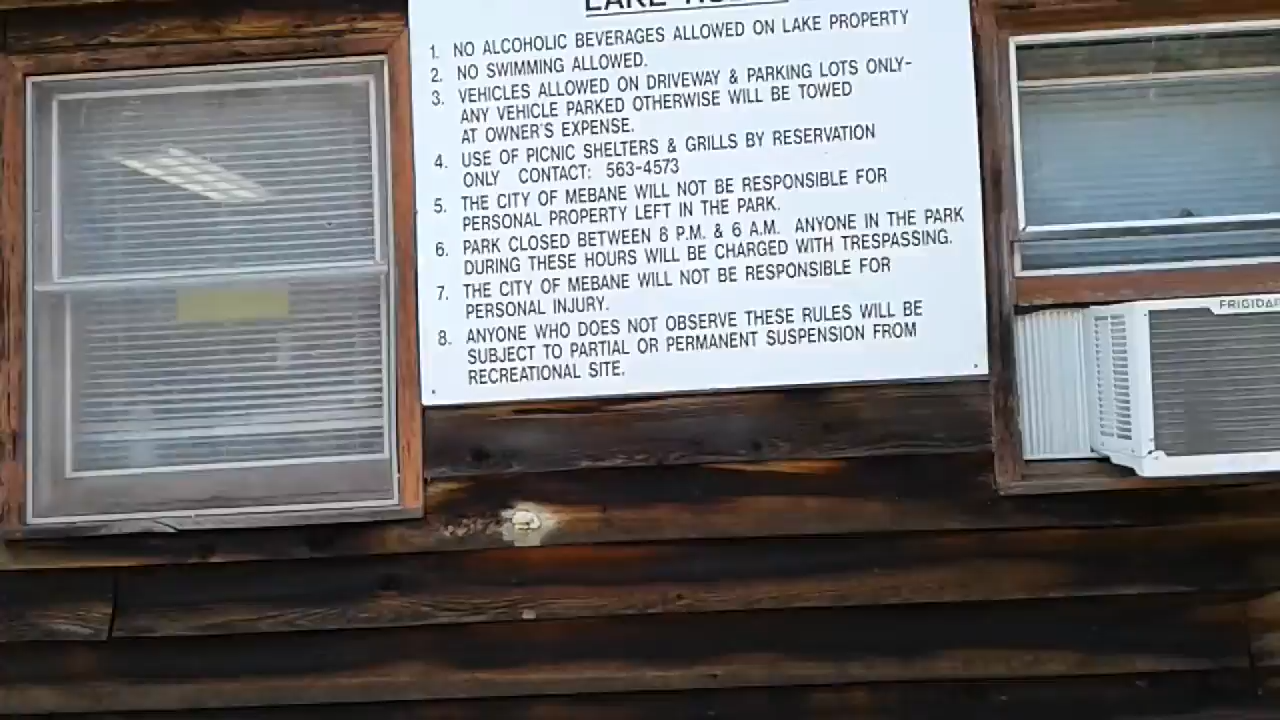 LAKE
1. NO ALCOHOLIC BEVERAGES ALLOWED ON LAKE PROPERTY
2. NO SWIMMING ALLOWED.
3. VEHICLES ALLOWED ON DRIVEWAY & PARKING LOTS ONLY-
ANY VEHICLE PARKED OTHERWISE WILL BE TOWED
AT OWNER'S EXPENSE.
4. USE OF PICNIC SHELTERS & GRILLS BY RESERVATION
ONLY CONTACT: 563-4573
5. THE CITY OF MEBANE WILL NOT BE RESPONSIBLE FOR
PERSONAL PROPERTY LEFT IN THE PARK.
6. PARK CLOSED BETWEEN 8 P.M. & 6 A.M. ANYONE IN THE PARK
DURING THESE HOURS WILL BE CHARGED WITH TRESPASSING.
7. THE CITY OF MEBANE WILL NOT BE RESPONSIBLE FOR
PERSONAL INJURY.
8. ANYONE WHO DOES NOT OBSERVE THESE RULES WILL BE
SUBJECT TO PARTIAL OR PERMANENT SUSPENSION FROM
RECREATIONAL SITE.
FRIGIDAI